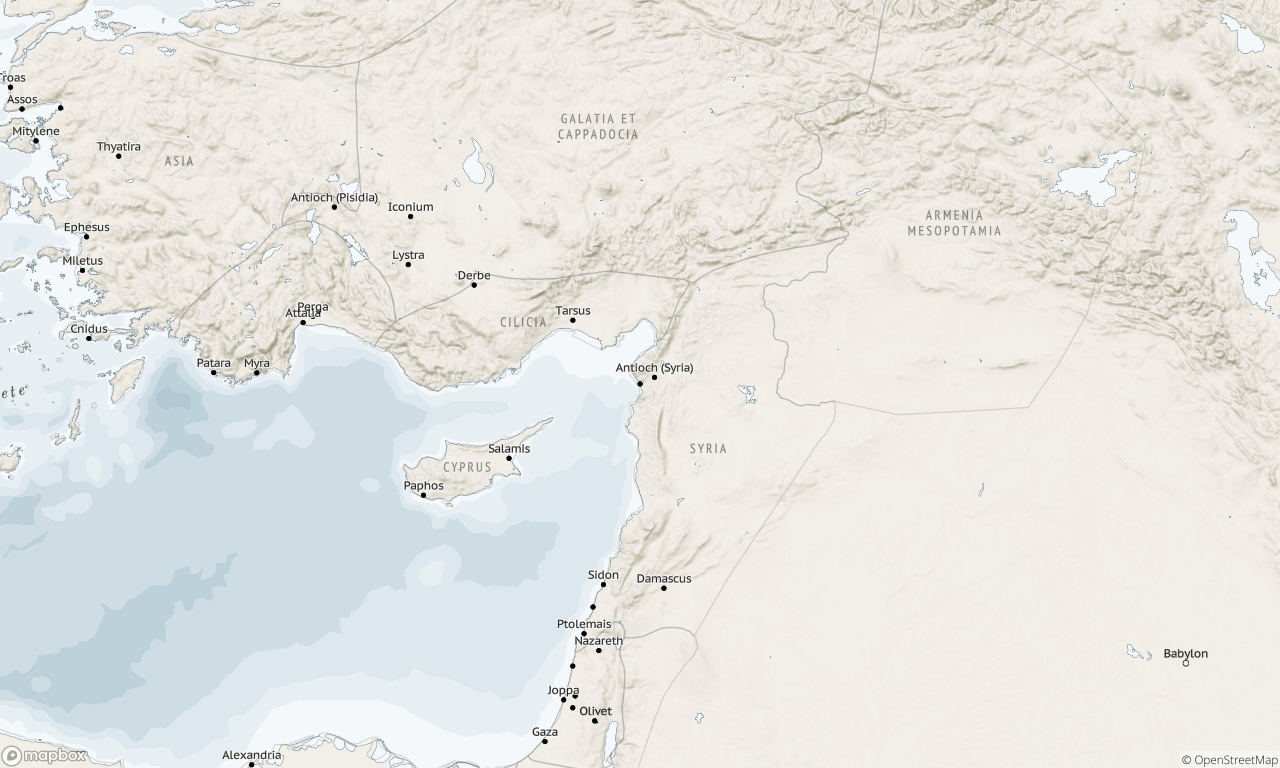 Troas
Assos
Mitylene
Thyatira
ASIA
GALATIA ET
CAPPADOCIA
Antioch (Pisidia)
Iconium
ARMENIA
MESOPOTAMIA
Ephesus
Miletus
Lystra
Derbe
Perga
Attalia
Tarsus
CILICIA
Cnidus
Patara
Myra
Antioch (Syria)
ete
Salamis
CYPRUS
SYRIA
Paphos
Sidon
Damascus
Ptolemais
Nazareth
Babylon
Joppa
Olivet
Gaza
Alexandria
mapbox
© OpenStreetMap